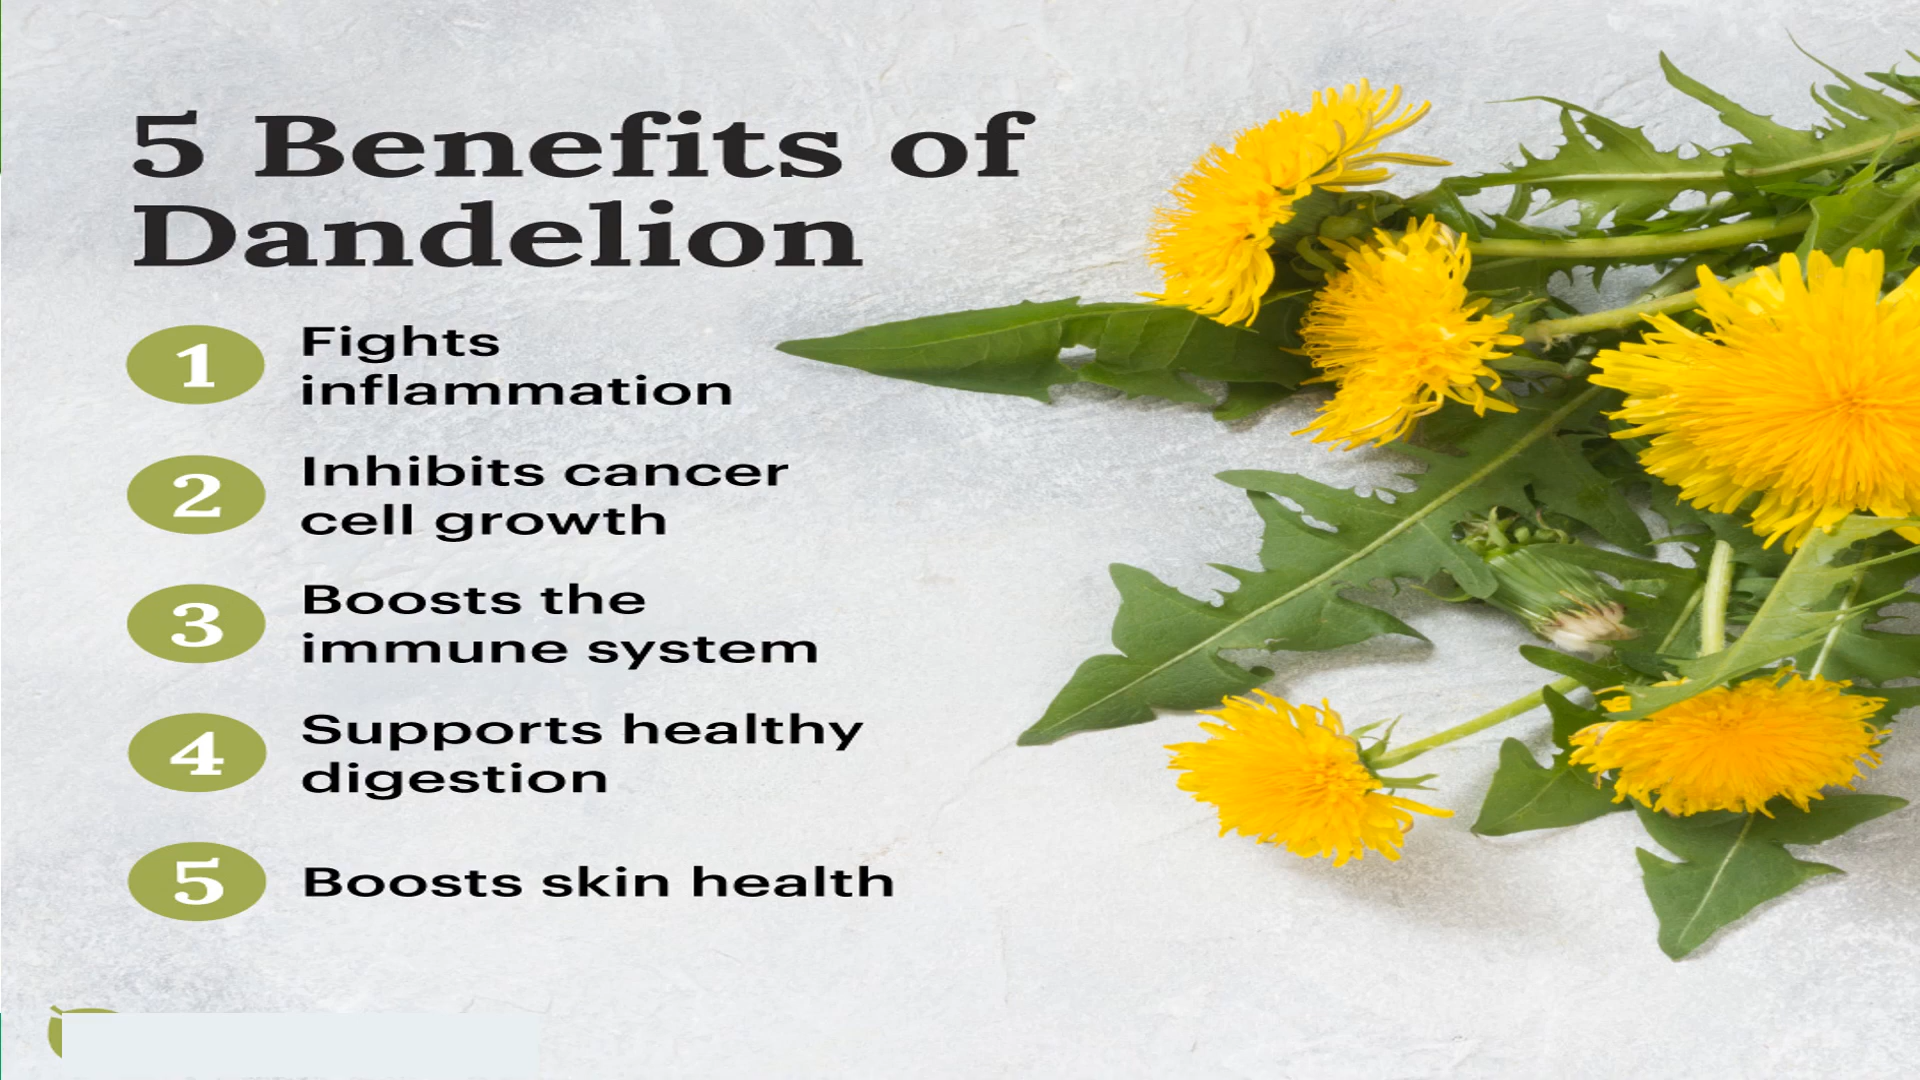 5 Benefits of
Dandelion
1 Fights
inflammation
2 Inhibits cancer
cell growth
3 Boosts the
immune system
4 Supports healthy
digestion
5 Boosts skin health